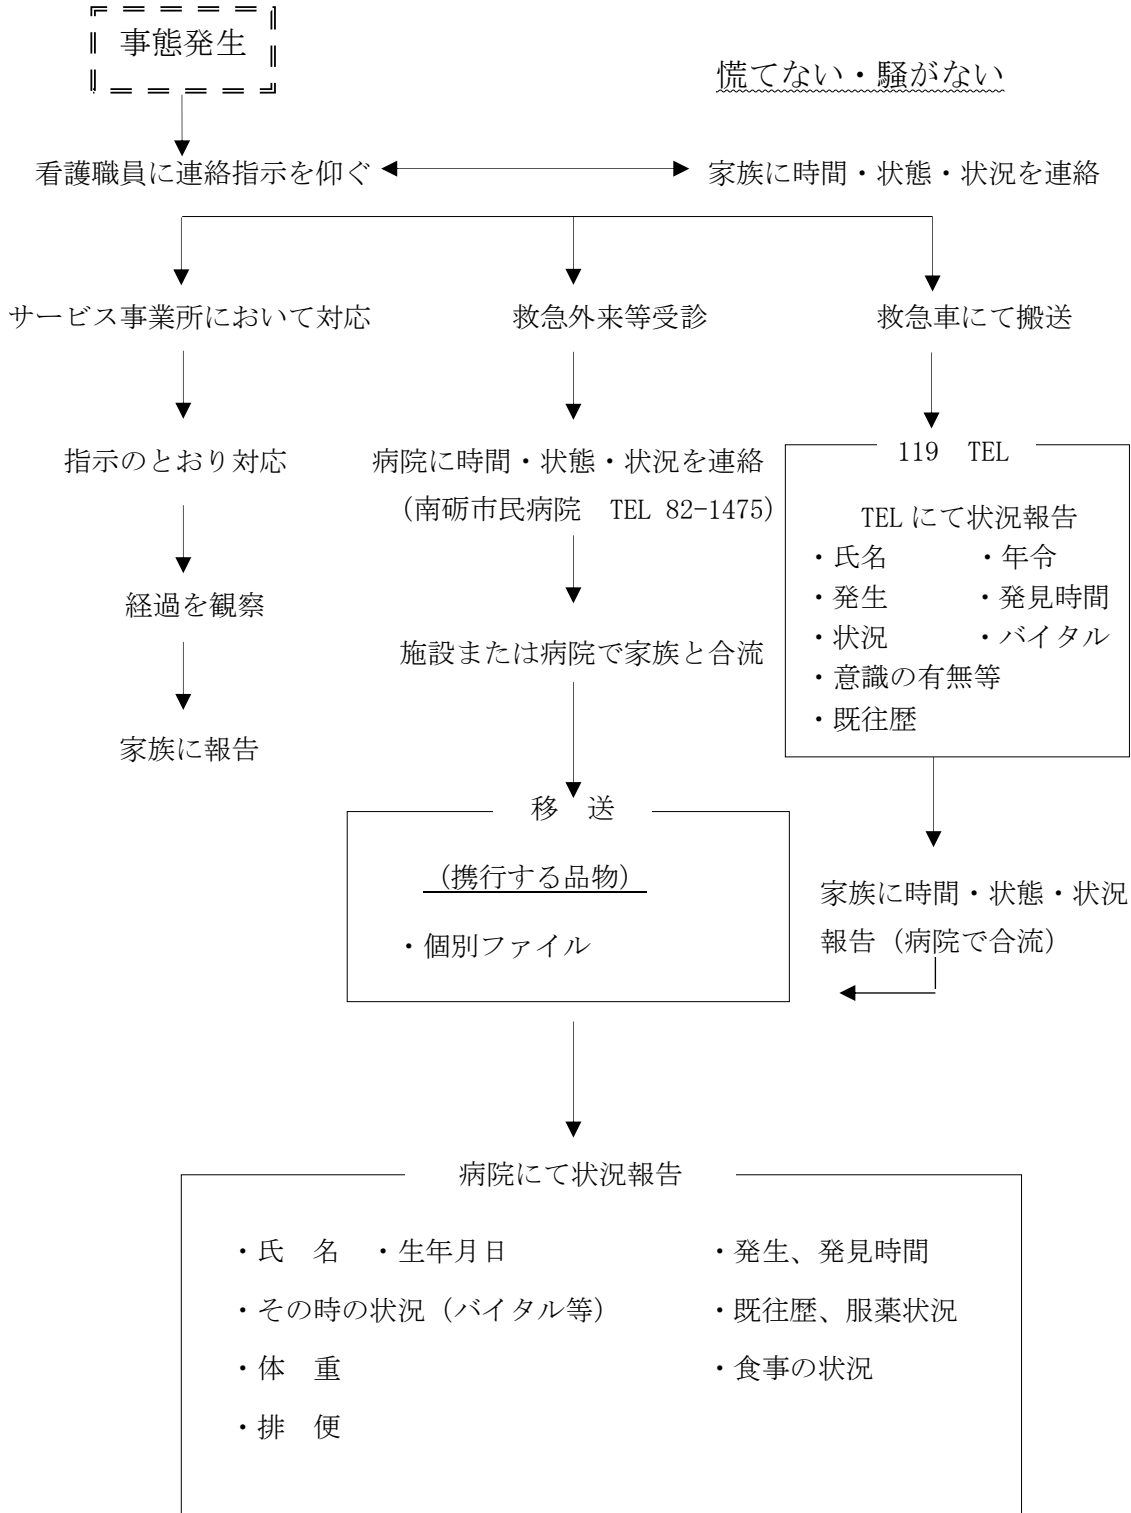 事態発生
慌てない・騒がない
看護職員に連絡指示を仰ぐ
家族に時間・状態・状況を連絡
サービス事業所において対応
救急外来等受診
救急車にて搬送
指示のとおり対応
経過を観察
家族に報告
病院に時間・状態・状況を連絡
（南砺市民病院　TEL 82-1475）
施設または病院で家族と合流
119　TEL
TELにて状況報告
・氏名　・年令
・発生　・発見時間
・状況　・バイタル
・意識の有無等
・既往歴
移　送
（携行する品物）
・個別ファイル
家族に時間・状態・状況
報告（病院で合流）
病院にて状況報告
・氏　名　・生年月日　・発生、発見時間
・その時の状況（バイタル等）　・既往歴、服薬状況
・体　重　・食事の状況
・排　便